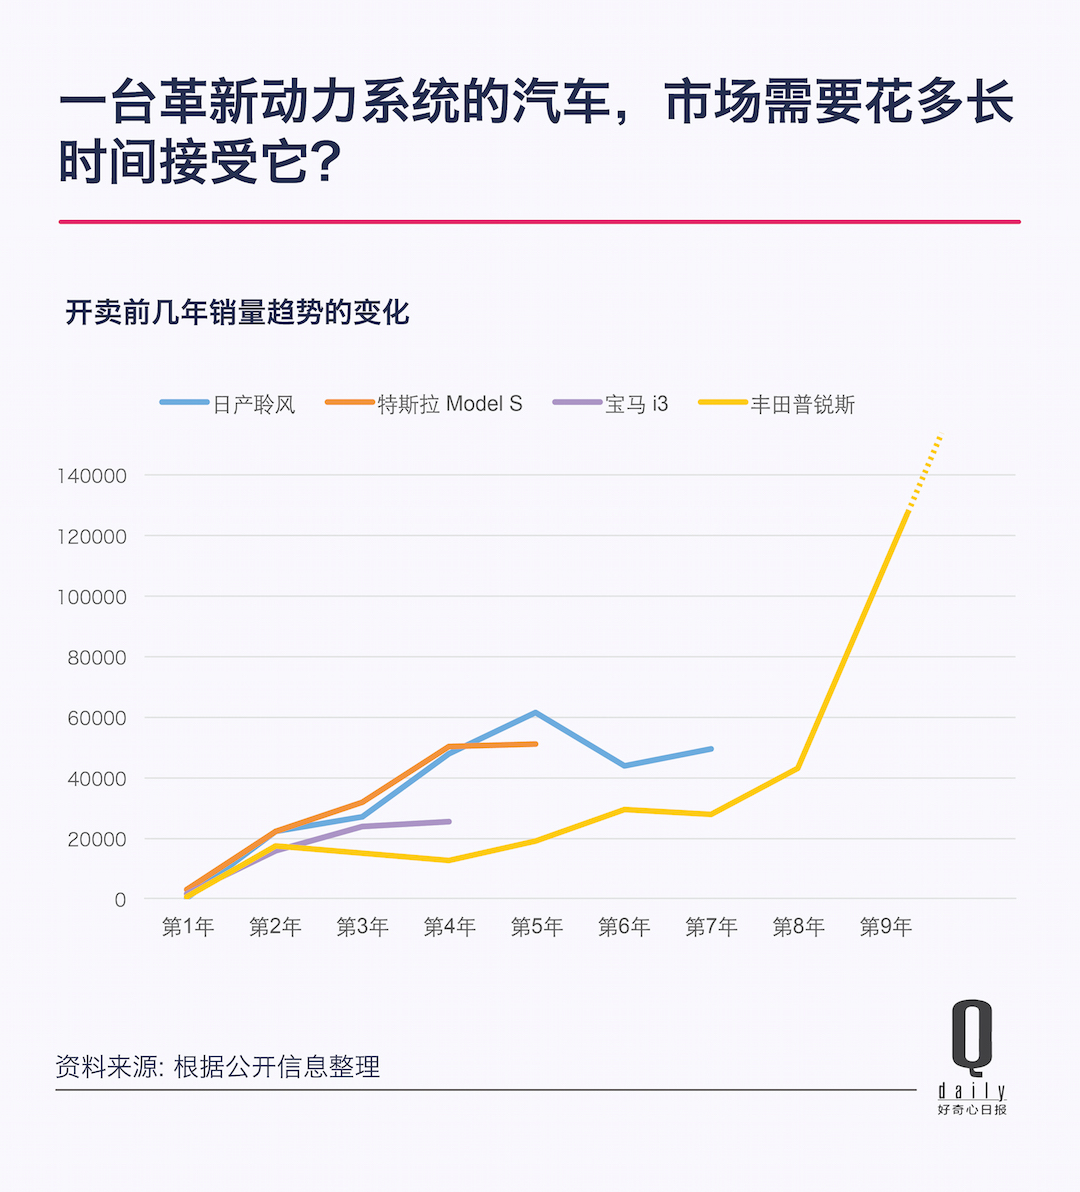 一台革新动力系统的汽车，市场需要花多长
时间接受它？
开卖前几年销量趋势的变化
日产聆风 特斯拉 Model S 宝马 i3 丰田普锐斯
140000
120000
100000
80000
60000
40000
20000
0
第1年 第2年 第3年 第4年 第5年 第6年 第7年 第8年 第9年
资料来源: 根据公开信息整理
Q
daily
好奇心日报